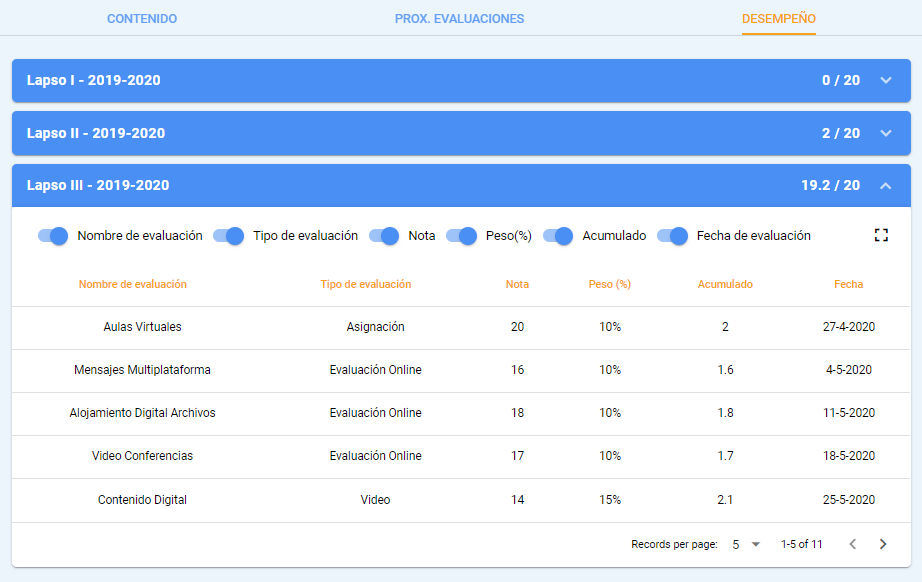 CONTENIDO PROX. EVALUACIONES DESEMPEÑO
Lapso I - 2019-2020 0 / 20
Lapso II - 2019-2020 2 / 20
Lapso III - 2019-2020 19.2 / 20
Nombre de evaluación Tipo de evaluación Nota Peso(%) Acumulado Fecha de evaluación
Nombre de evaluación Tipo de evaluación Nota Peso (%) Acumulado Fecha
Aulas Virtuales Asignación 20 10% 2 27-4-2020
Mensajes Multiplataforma Evaluación Online 16 10% 1.6 4-5-2020
Alojamiento Digital Archivos Evaluación Online 18 10% 1.8 11-5-2020
Video Conferencias Evaluación Online 17 10% 1.7 18-5-2020
Contenido Digital Video 14 15% 2.1 25-5-2020
Records per page: 5 1-5 of 11